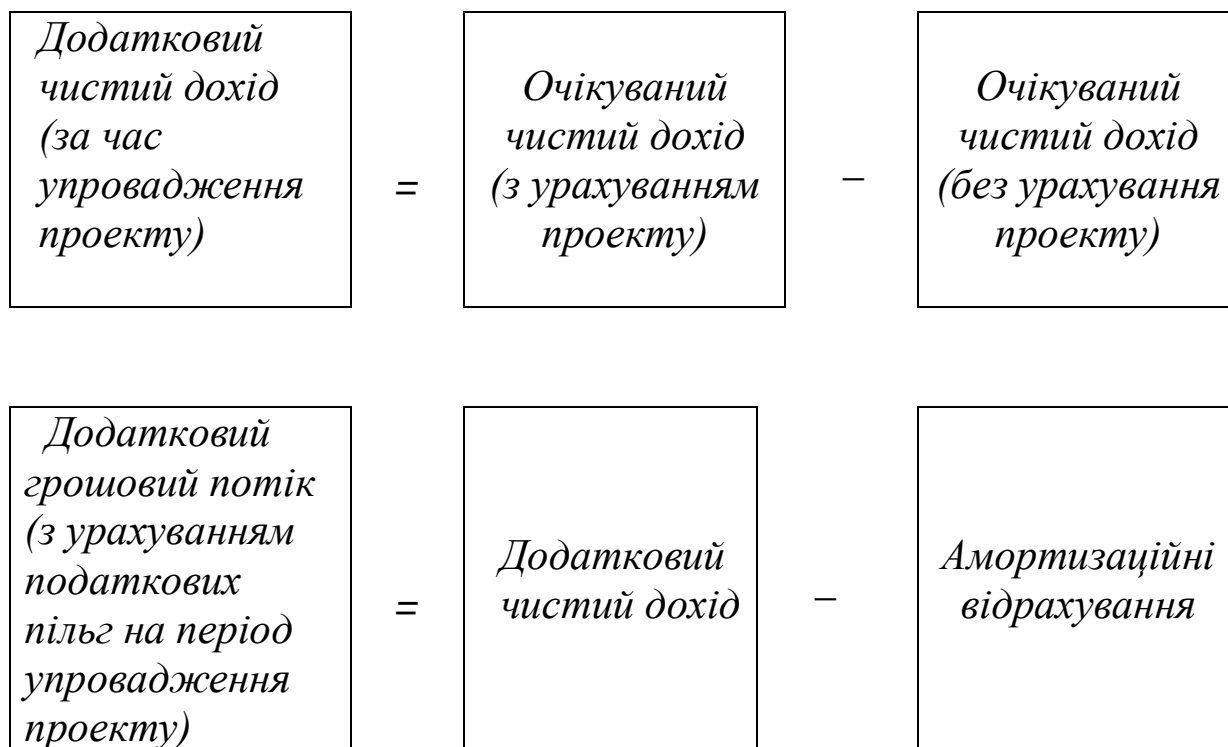 Додатковий
чистий дохід
(за час
упровадження
проекту)
=
Очікуваний
чистий дохід
(з урахуванням
проекту)
–
Очікуваний
чистий дохід
(без урахування
проекту)
Додатковий
грошовий потік
(з урахуванням
податкових
пільг на період
упровадження
проекту)
=
Додатковий
чистий дохід
–
Амортизаційні
відрахування